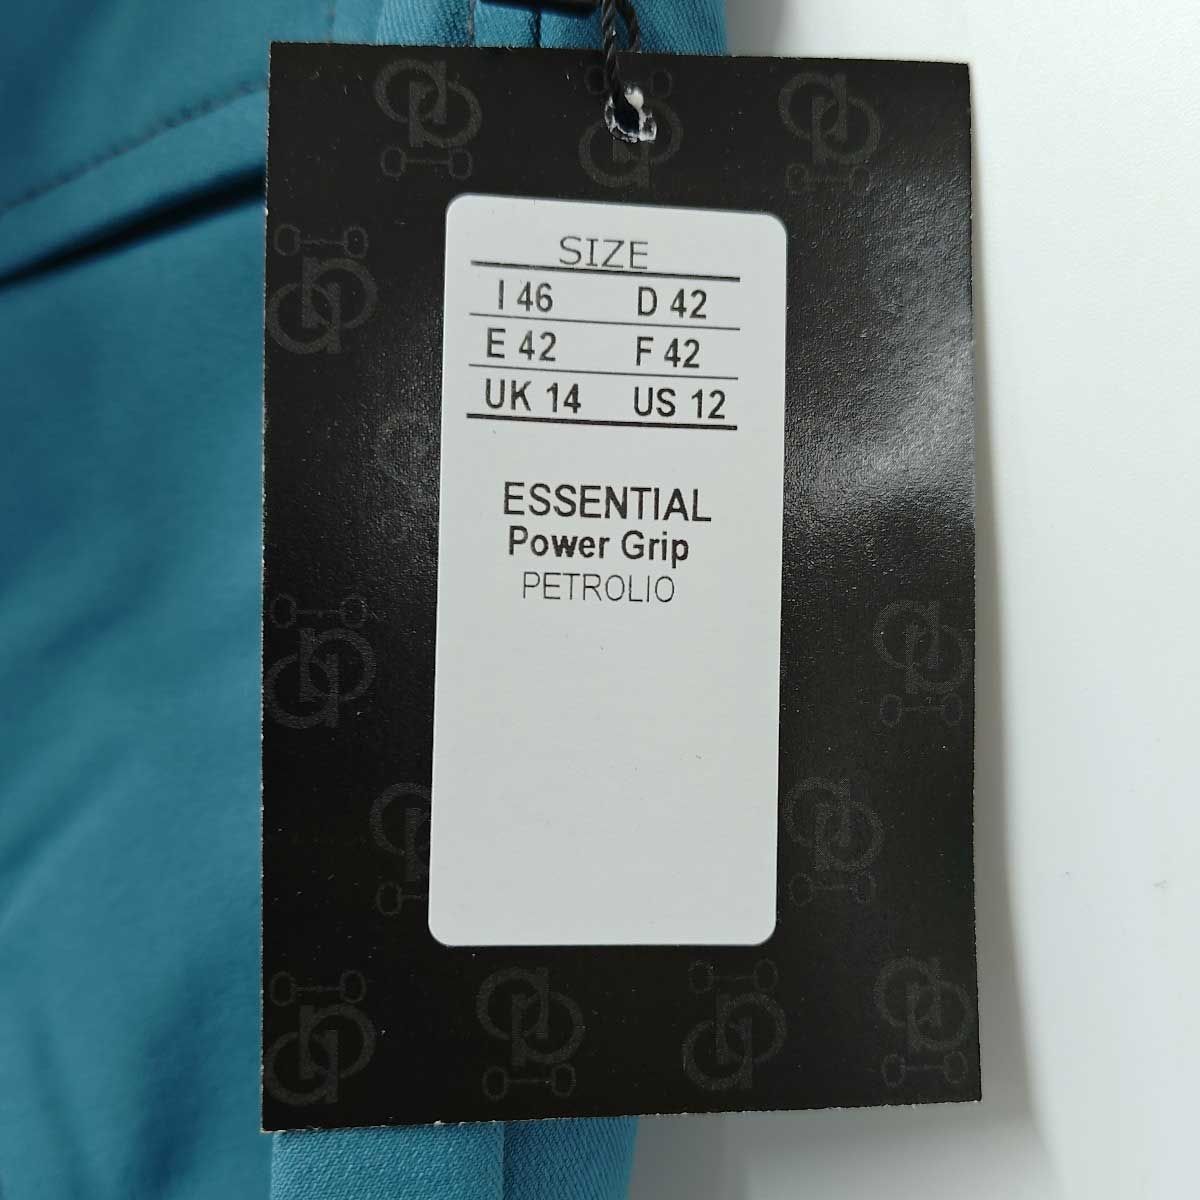 SIZE
I 46 D 42
E 42 F 42
UK 14 US 12
ESSENTIAL
Power Grip
PETROLIO